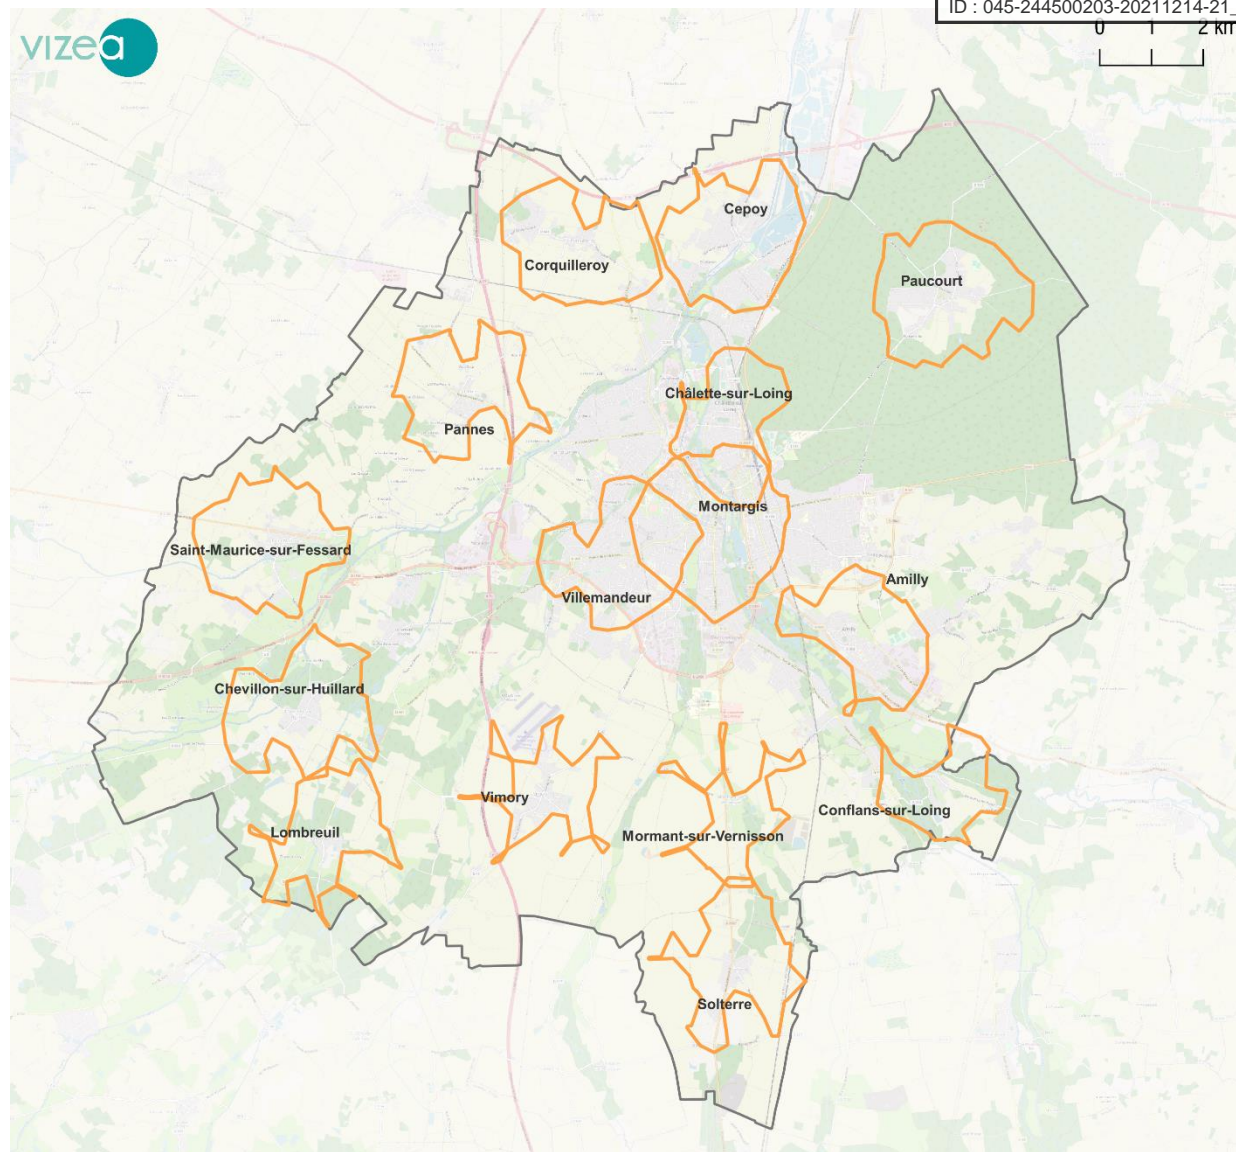 ID : 045-244500203-20211214-21_
vizea
0 1 2 km
Cepoy
Corquilleroy
Paucourt
Châlette-sur-Loing
Pannes
Montargis
Saint-Maurice-sur-Fessard
Amilly
Villemandeur
Chevillon-sur-Huillard
Vimory
Conflans-sur-Loing
Lombreuil
Mormant-sur-Vernisson
Solterre